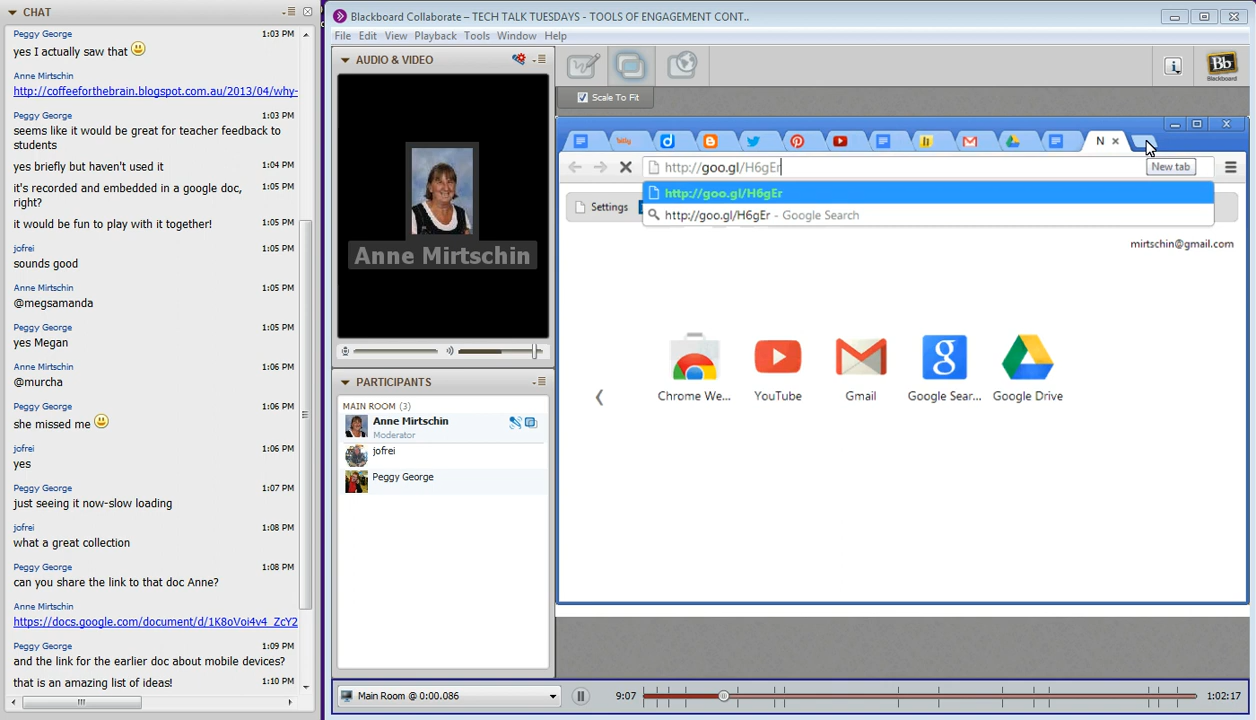 CHAT
Peggy George 1:03 PM
yes I actually saw that
Anne Mirtschin
http://coffeeforthebrain.blogspot.com.au/2013/04/why-
Peggy George 1:03 PM
seems like it would be great for teacher feedback to
students
yes briefly but haven't used it 1:04 PM
it's recorded and embedded in a google doc, 1:05 PM
right?
it would be fun to play with it together! 1:05 PM
jofrei 1:05 PM
sounds good
Anne Mirtschin 1:05 PM
@megsamanda
Peggy George 1:05 PM
yes Megan
Anne Mirtschin 1:06 PM
@murcha
Peggy George 1:06 PM
she missed me
jofrei 1:06 PM
yes
Peggy George 1:07 PM
just seeing it now-slow loading
jofrei 1:08 PM
what a great collection
Peggy George 1:08 PM
can you share the link to that doc Anne?
Anne Mirtschin
https://docs.google.com/document/d/1K8oVoi4v4_ZcY2
Peggy George 1:09 PM
and the link for the earlier doc about mobile devices?
that is an amazing list of ideas! 1:10 PM
Blackboard Collaborate – TECH TALK TUESDAYS - TOOLS OF ENGAGEMENT CONT..
File Edit View Playback Tools Window Help
AUDIO & VIDEO
Anne Mirtschin
PARTICIPANTS
MAIN ROOM (3)
Anne Mirtschin
Moderator
jofrei
Peggy George
Main Room @ 0:00.086
Bb
Blackboard
Scale To Fit
bitly
N
http://goo.gl/H6gEr
New tab
http://goo.gl/H6gEr
http://goo.gl/H6gEr - Google Search
Settings
mirtschin@gmail.com
Chrome We... YouTube Gmail Google Sear... Google Drive
9:07 1:02:17